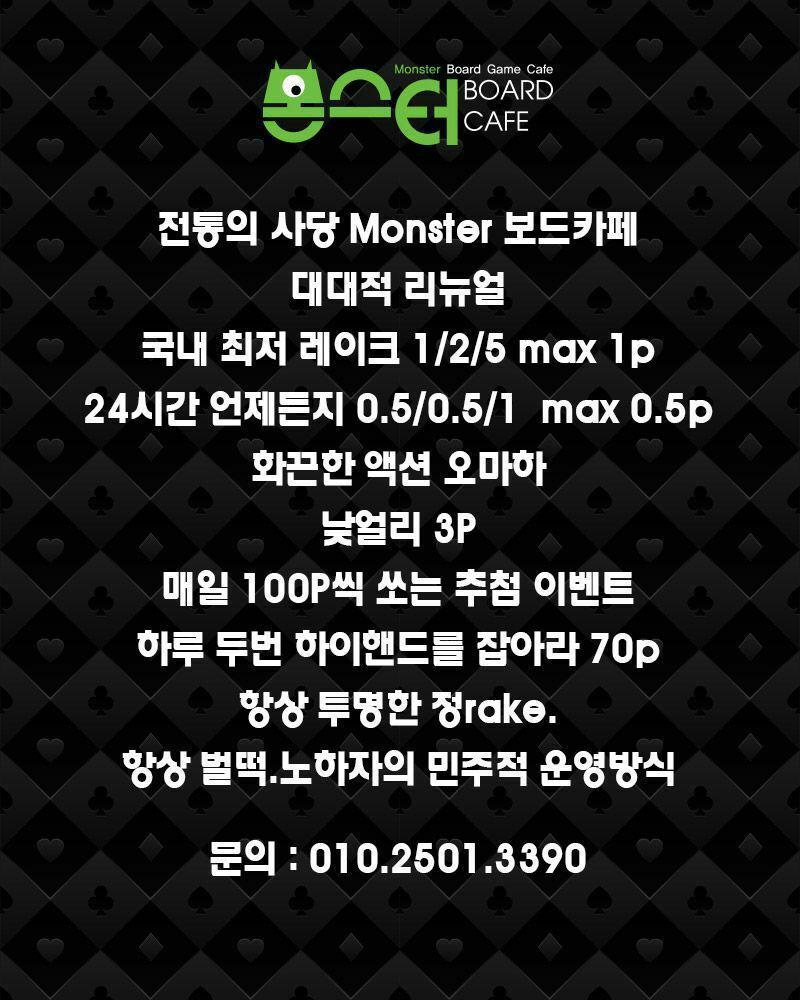 Monster Board Game Cafe
몬스터 BOARD CAFE
전통의 사당 Monster 보드카페
대대적 리뉴얼
국내 최저 레이크 1/2/5 max 1p
24시간 언제든지 0.5/0.5/1 max 0.5p
화끈한 액션 오마하
낮얼리 3P
매일 100P씩 쏘는 추첨 이벤트
하루 두번 하이핸드를 잡아라 70p
항상 투명한 정rake.
항상 벌떡.노하자의 민주적 운영방식
문의 : 010.2501.3390